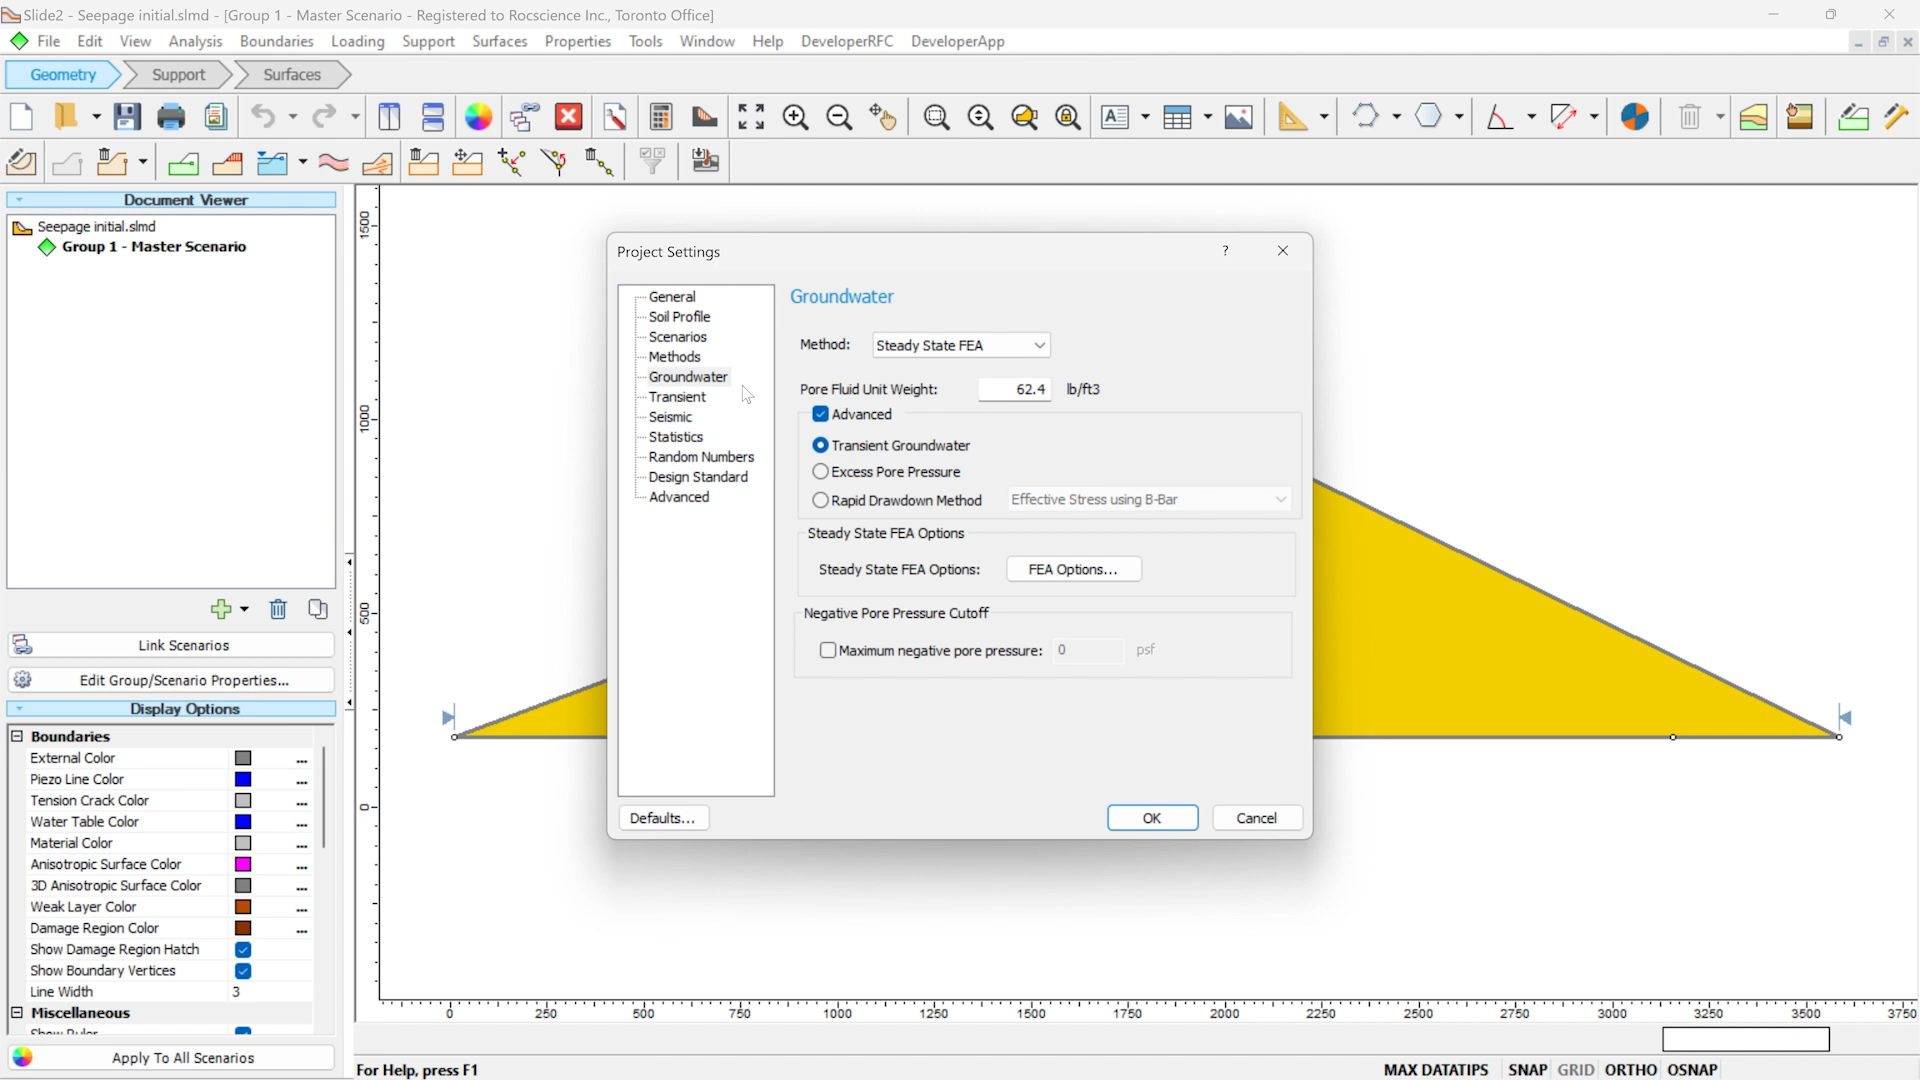 Slide2 - Seepage initial.slmd - [Group 1 - Master Scenario - Registered to Rocscience Inc., Toronto Office]
File Edit View Analysis Boundaries Loading Support Surfaces Properties Tools Window Help DeveloperRFC DeveloperApp
Geometry Support Surfaces
Document Viewer
Seepage initial.slmd
Group 1 - Master Scenario
Link Scenarios
Edit Group/Scenario Properties...
Display Options
Boundaries
External Color ...
Piezo Line Color ...
Tension Crack Color ...
Water Table Color ...
Material Color ...
Anisotropic Surface Color ...
3D Anisotropic Surface Color ...
Weak Layer Color ...
Damage Region Color ...
Show Damage Region Hatch
Show Boundary Vertices
Line Width 3
Miscellaneous
Show Ruler
Apply To All Scenarios
1500
1000
500
0
Project Settings ?
General
Soil Profile
Scenarios
Methods
Groundwater
Transient
Seismic
Statistics
Random Numbers
Design Standard
Advanced
Groundwater
Method: Steady State FEA
Pore Fluid Unit Weight: 62.4 lb/ft3
Advanced
Transient Groundwater
Excess Pore Pressure
Rapid Drawdown Method Effective Stress using B-Bar
Steady State FEA Options
Steady State FEA Options: FEA Options...
Negative Pore Pressure Cutoff
Maximum negative pore pressure: 0 psf
Defaults... OK Cancel
0 250 500 750 1000 1250 1500 1750 2000 2250 2500 2750 3000 3250 3500 3750
For Help, press F1 MAX DATATIPS SNAP GRID ORTHO OSNAP